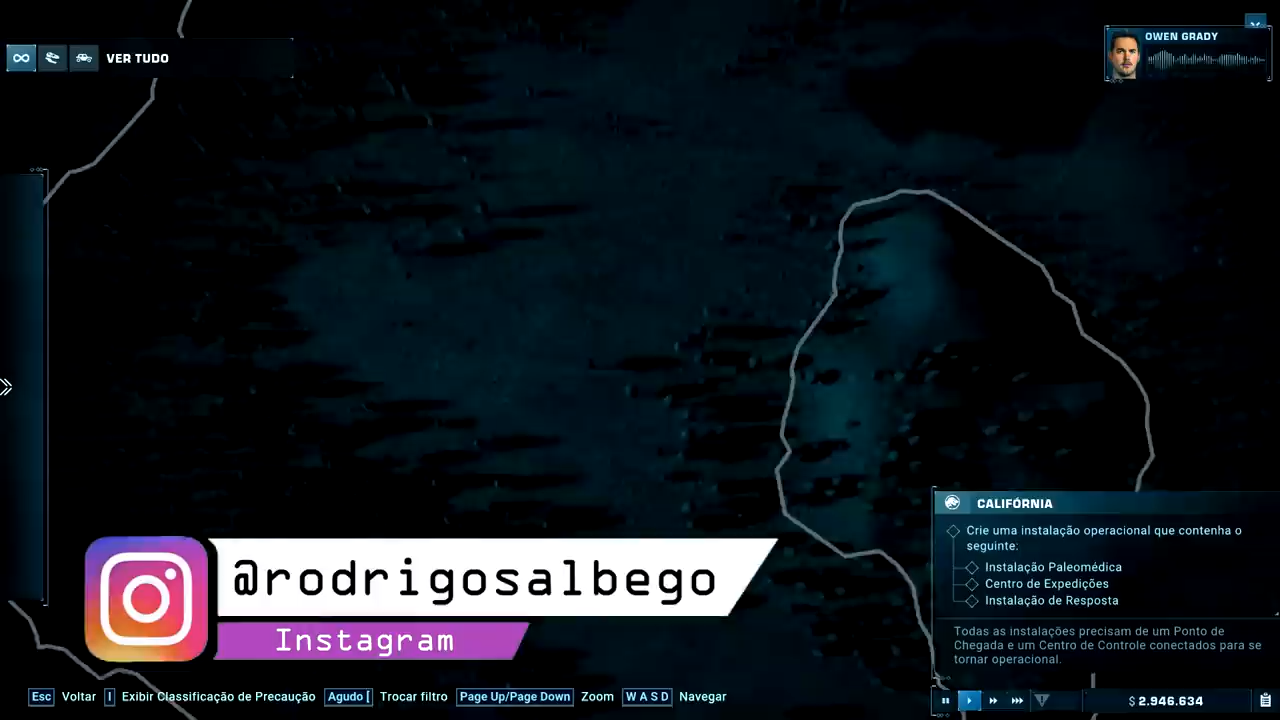 VER TUDO
OWEN GRADY
CALIFÓRNIA
Crie uma instalação operacional que contenha o
seguinte:
Instalação Paleomédica
Centro de Expedições
Instalação de Resposta
Todas as instalações precisam de um Ponto de
Chegada e um Centro de Controle conectados para se
tornar operacional.
@rodrigosalbego
Instagram
Esc Voltar I Exibir Classificação de Precaução Agudo [ Trocar filtro Page Up/Page Down Zoom W A S D Navegar
$ 2.946.634